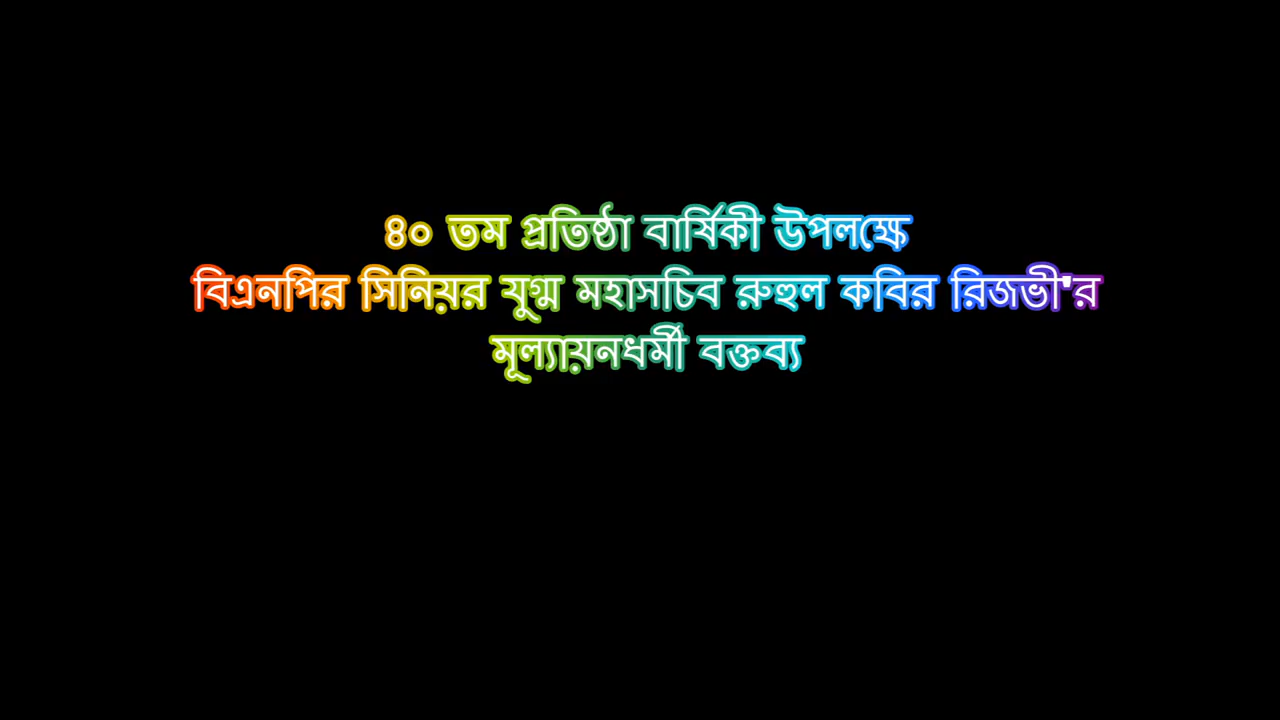 ৪০ তম প্রতিষ্ঠা বার্ষিকী উপলক্ষে
বিএনপির সিনিয়র যুগ্ম মহাসচিব রুহুল কবির রিজভী'র
মূল্যায়নধর্মী বক্তব্য